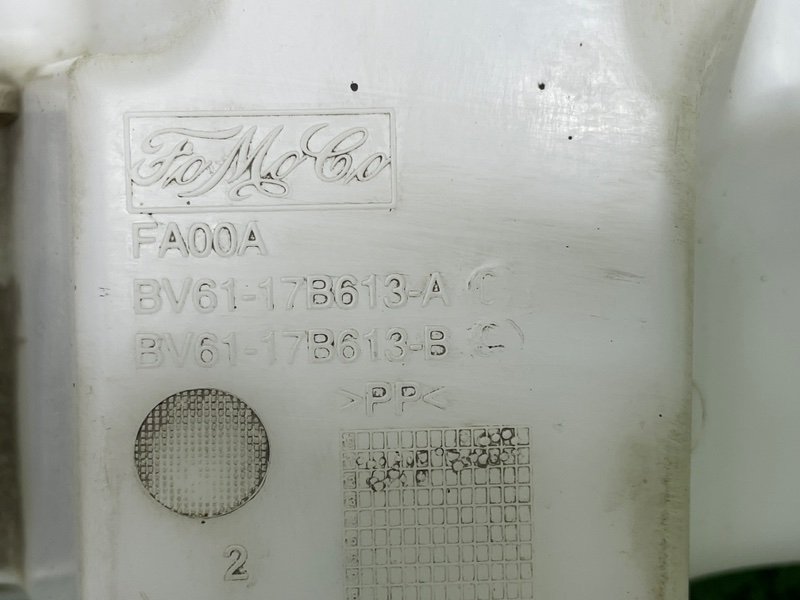 FoMoCo
FA00A
BV61-17B613-A
BV61-17B613-B
>PP<
2